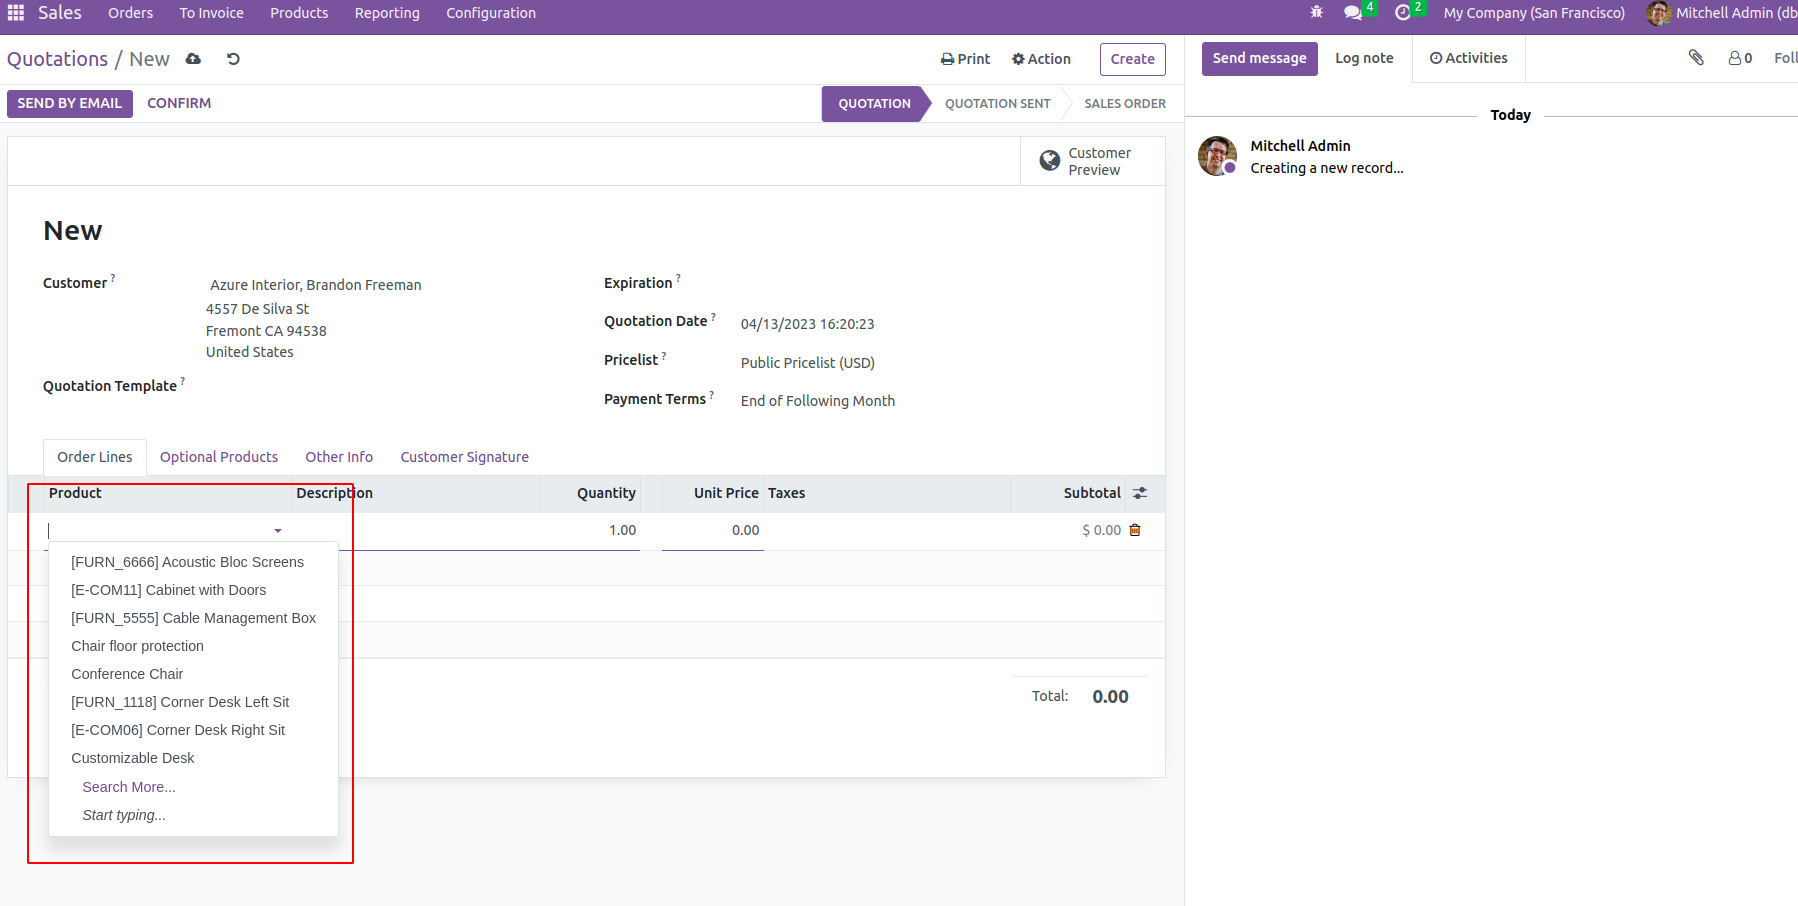 Sales Orders To Invoice Products Reporting Configuration 4 2 My Company (San Francisco) Mitchell Admin (db
Quotations / New Print Action Create
Send message Log note Activities 0 Foll
SEND BY EMAIL CONFIRM QUOTATION QUOTATION SENT SALES ORDER
Today
Customer
Preview
Mitchell Admin
Creating a new record...
New
Customer ? Azure Interior, Brandon Freeman
4557 De Silva St
Fremont CA 94538
United States
Quotation Template ?
Expiration ?
Quotation Date ? 04/13/2023 16:20:23
Pricelist ? Public Pricelist (USD)
Payment Terms ? End of Following Month
Order Lines Optional Products Other Info Customer Signature
Product Description Quantity Unit Price Taxes Subtotal
1.00 0.00 $ 0.00
[FURN_6666] Acoustic Bloc Screens
[E-COM11] Cabinet with Doors
[FURN_5555] Cable Management Box
Chair floor protection
Conference Chair
[FURN_1118] Corner Desk Left Sit
[E-COM06] Corner Desk Right Sit
Customizable Desk
Search More...
Start typing...
Total: 0.00